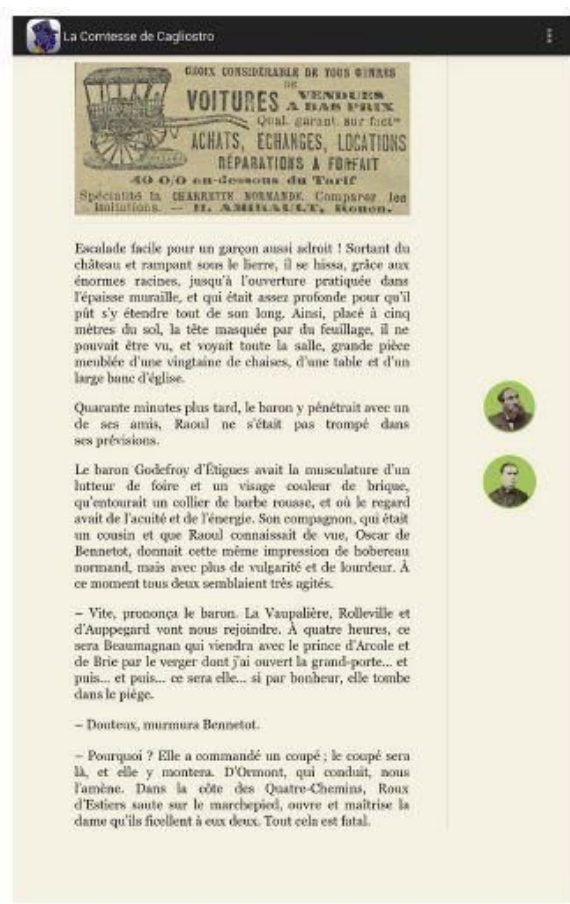 La Comtesse de Cagliostro
CHOIX CONSIDÉRABLE DE TOUS GENRES
DE
VOITURES VENDUES
A BAS PRIX
Qual. garant. sur fact^re
ACHATS, ECHANGES, LOCATIONS
RÉPARATIONS A FORFAIT
40 0/0 au-dessous du Tarif
Spécialité la CHARRETTE NORMANDE. Comparer les
imitations. — H. AMIRAULT, Rouen.
Escalade facile pour un garçon aussi adroit ! Sortant du
château et rampant sous le lierre, il se hissa, grâce aux
énormes racines, jusqu'à l'ouverture pratiquée dans
l'épaisse muraille, et qui était assez profonde pour qu'il
pût s'y étendre tout de son long. Ainsi, placé à cinq
mètres du sol, la tête masquée par du feuillage, il ne
pouvait être vu, et voyait toute la salle, grande pièce
meublée d'une vingtaine de chaises, d'une table et d'un
large banc d'église.
Quarante minutes plus tard, le baron y pénétrait avec un
de ses amis, Raoul ne s'était pas trompé dans
ses prévisions.
Le baron Godefroy d'Étigues avait la musculature d'un
lutteur de foire et un visage couleur de brique,
qu'entourait un collier de barbe rousse, et où le regard
avait de l'acuité et de l'énergie. Son compagnon, qui était
un cousin et que Raoul connaissait de vue, Oscar de
Bennetot, donnait cette même impression de hobereau
normand, mais avec plus de vulgarité et de lourdeur. À
ce moment tous deux semblaient très agités.
– Vite, prononça le baron. La Vaupalière, Rolleville et
d'Auppegard vont nous rejoindre. À quatre heures, ce
sera Beaumagnan qui viendra avec le prince d'Arcole et
de Brie par le verger dont j'ai ouvert la grand-porte... et
puis... et puis... ce sera elle... si par bonheur, elle tombe
dans le piège.
– Douteux, murmura Bennetot.
– Pourquoi ? Elle a commandé un coupé ; le coupé sera
là, et elle y montera. D'Ormont, qui conduit, nous
l'amène. Dans la côte des Quatre-Chemins, Roux
d'Estiers saute sur le marchepied, ouvre et maîtrise la
dame qu'ils ficellent à eux deux. Tout cela est fatal.